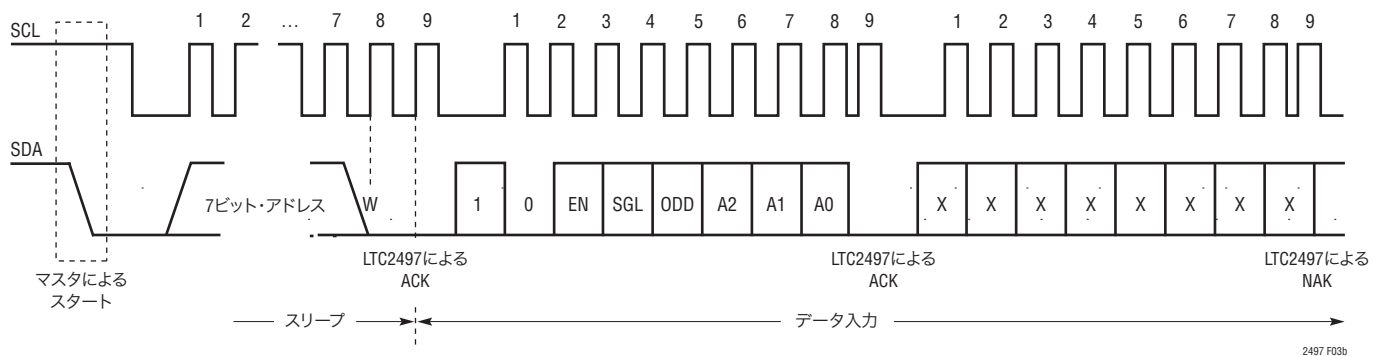 1 2 … 7 8 9 1 2 3 4 5 6 7 8 9 1 2 3 4 5 6 7 8 9
SCL
SDA
7ビット・アドレス W 1 0 EN SGL ODD A2 A1 A0 X X X X X X X X
マスタによる
スタート
LTC2497による
ACK
LTC2497による
ACK
LTC2497による
NAK
スリープ データ入力
2497 F03b